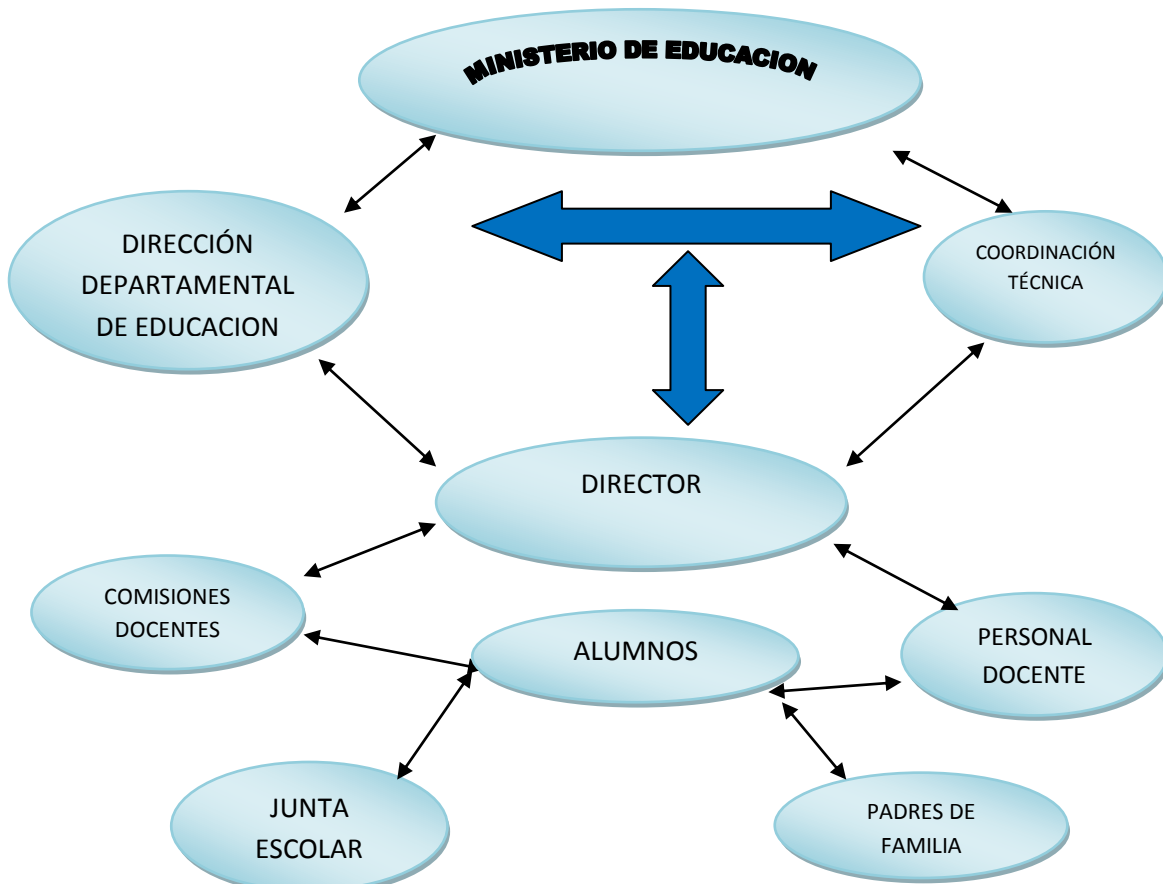 MINISTERIO DE EDUCACION
DIRECCIÓN
DEPARTAMENTAL
DE EDUCACION
COORDINACIÓN
TÉCNICA
DIRECTOR
COMISIONES
DOCENTES
ALUMNOS
PERSONAL
DOCENTE
JUNTA
ESCOLAR
PADRES DE
FAMILIA